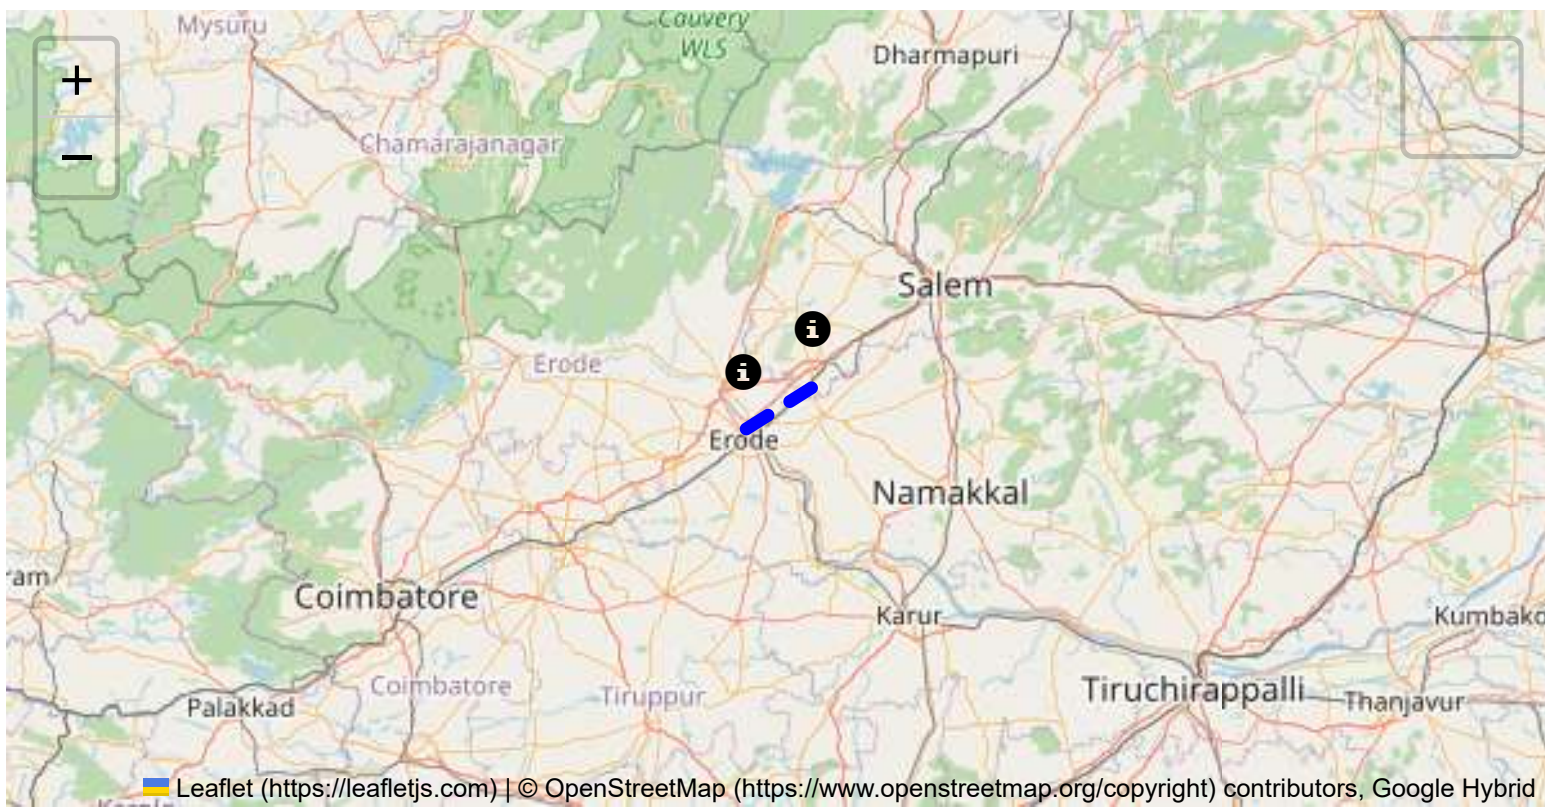 Mysuru
Cauvery
WLS
Dharmapuri
+
Chamarajanagar
−
Salem
i
Erode
i
Erode
Namakkal
ram
Coimbatore
Karur
Kumbako
Coimbatore
Tiruppur
Tiruchirappalli
Thanjavur
Palakkad
Leaflet (https://leafletjs.com) | © OpenStreetMap (https://www.openstreetmap.org/copyright) contributors, Google Hybrid